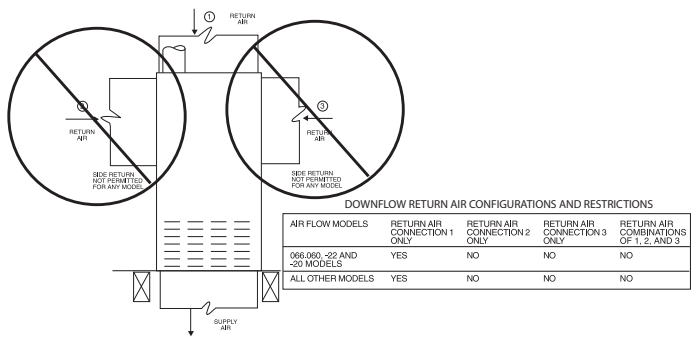 1 RETURN
AIR
RETURN
AIR
SIDE RETURN
NOT PERMITTED
FOR ANY MODEL
3
RETURN
AIR
SIDE RETURN
NOT PERMITTED
FOR ANY MODEL
DOWNFLOW RETURN AIR CONFIGURATIONS AND RESTRICTIONS
AIR FLOW MODELS
RETURN AIR
CONNECTION 1
ONLY
RETURN AIR
CONNECTION 2
ONLY
RETURN AIR
CONNECTION 3
ONLY
RETURN AIR
COMBINATIONS
OF 1, 2, AND 3
066.060, -22 AND
-20 MODELS
YES
NO
NO
NO
ALL OTHER MODELS
YES
NO
NO
NO
SUPPLY
AIR